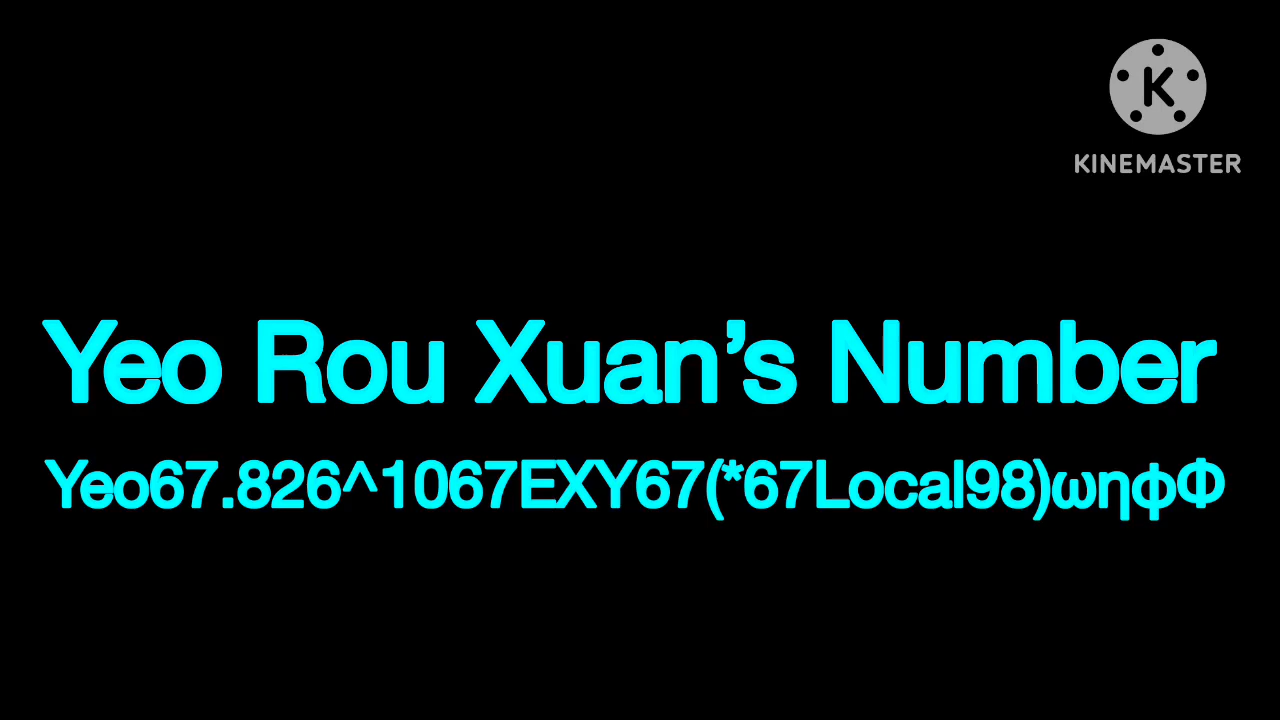 K
KINEMASTER
Yeo Rou Xuan’s Number
Yeo67.826^1067EXY67(*67Local98)ωηφΦ